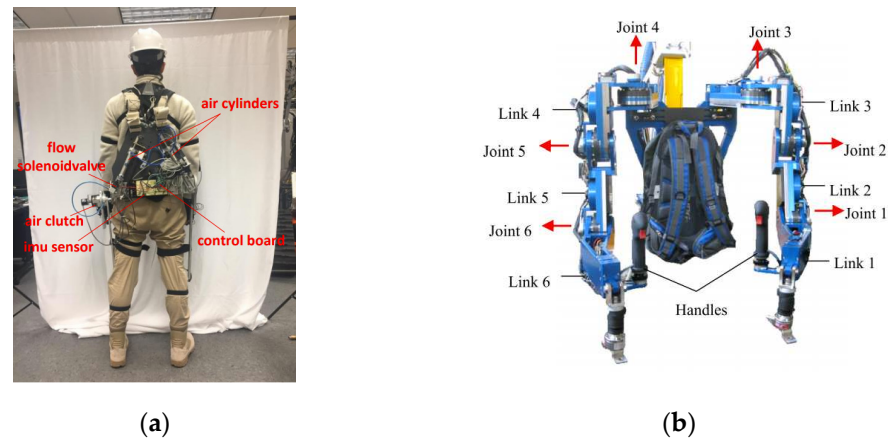 air cylinders
flow
solenoidvalve
air clutch
imu sensor
control board
(a)
Joint 4
Joint 3
Link 4
Link 3
Joint 5
Joint 2
Link 5
Link 2
Joint 1
Joint 6
Link 6
Link 1
Handles
(b)